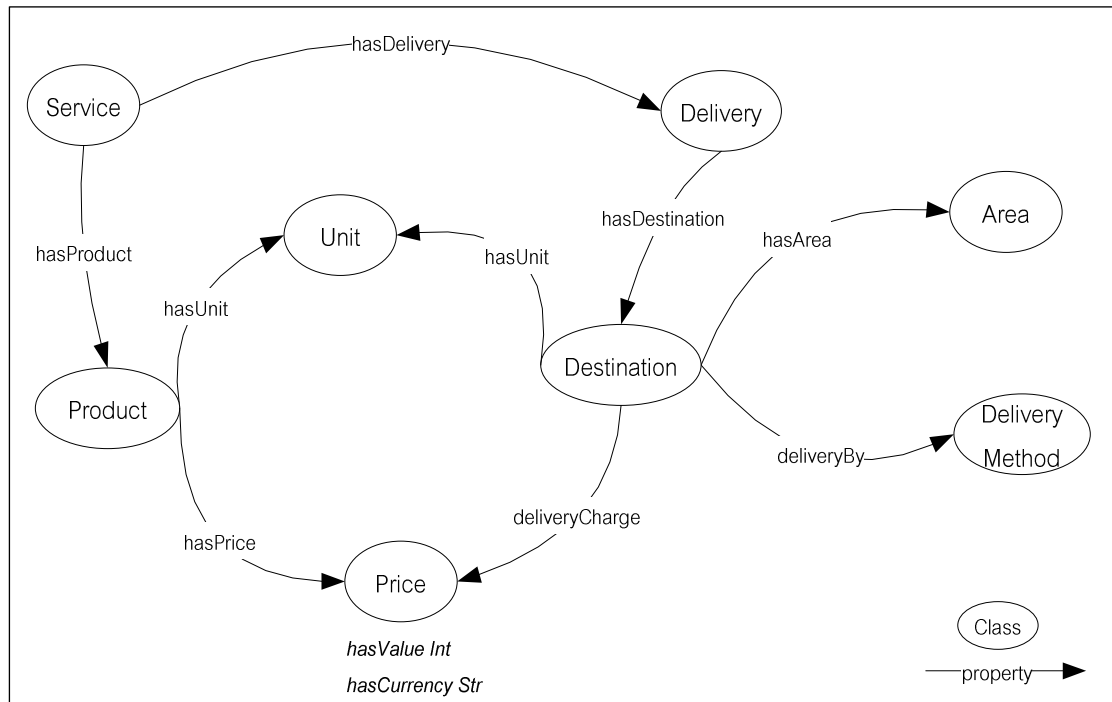 hasDelivery
Service
Delivery
hasDestination
Area
Unit
hasArea
hasProduct
hasUnit
hasUnit
Destination
Product
Delivery
Method
deliveryBy
deliveryCharge
hasPrice
Price
hasValue Int
hasCurrency Str
Class
property